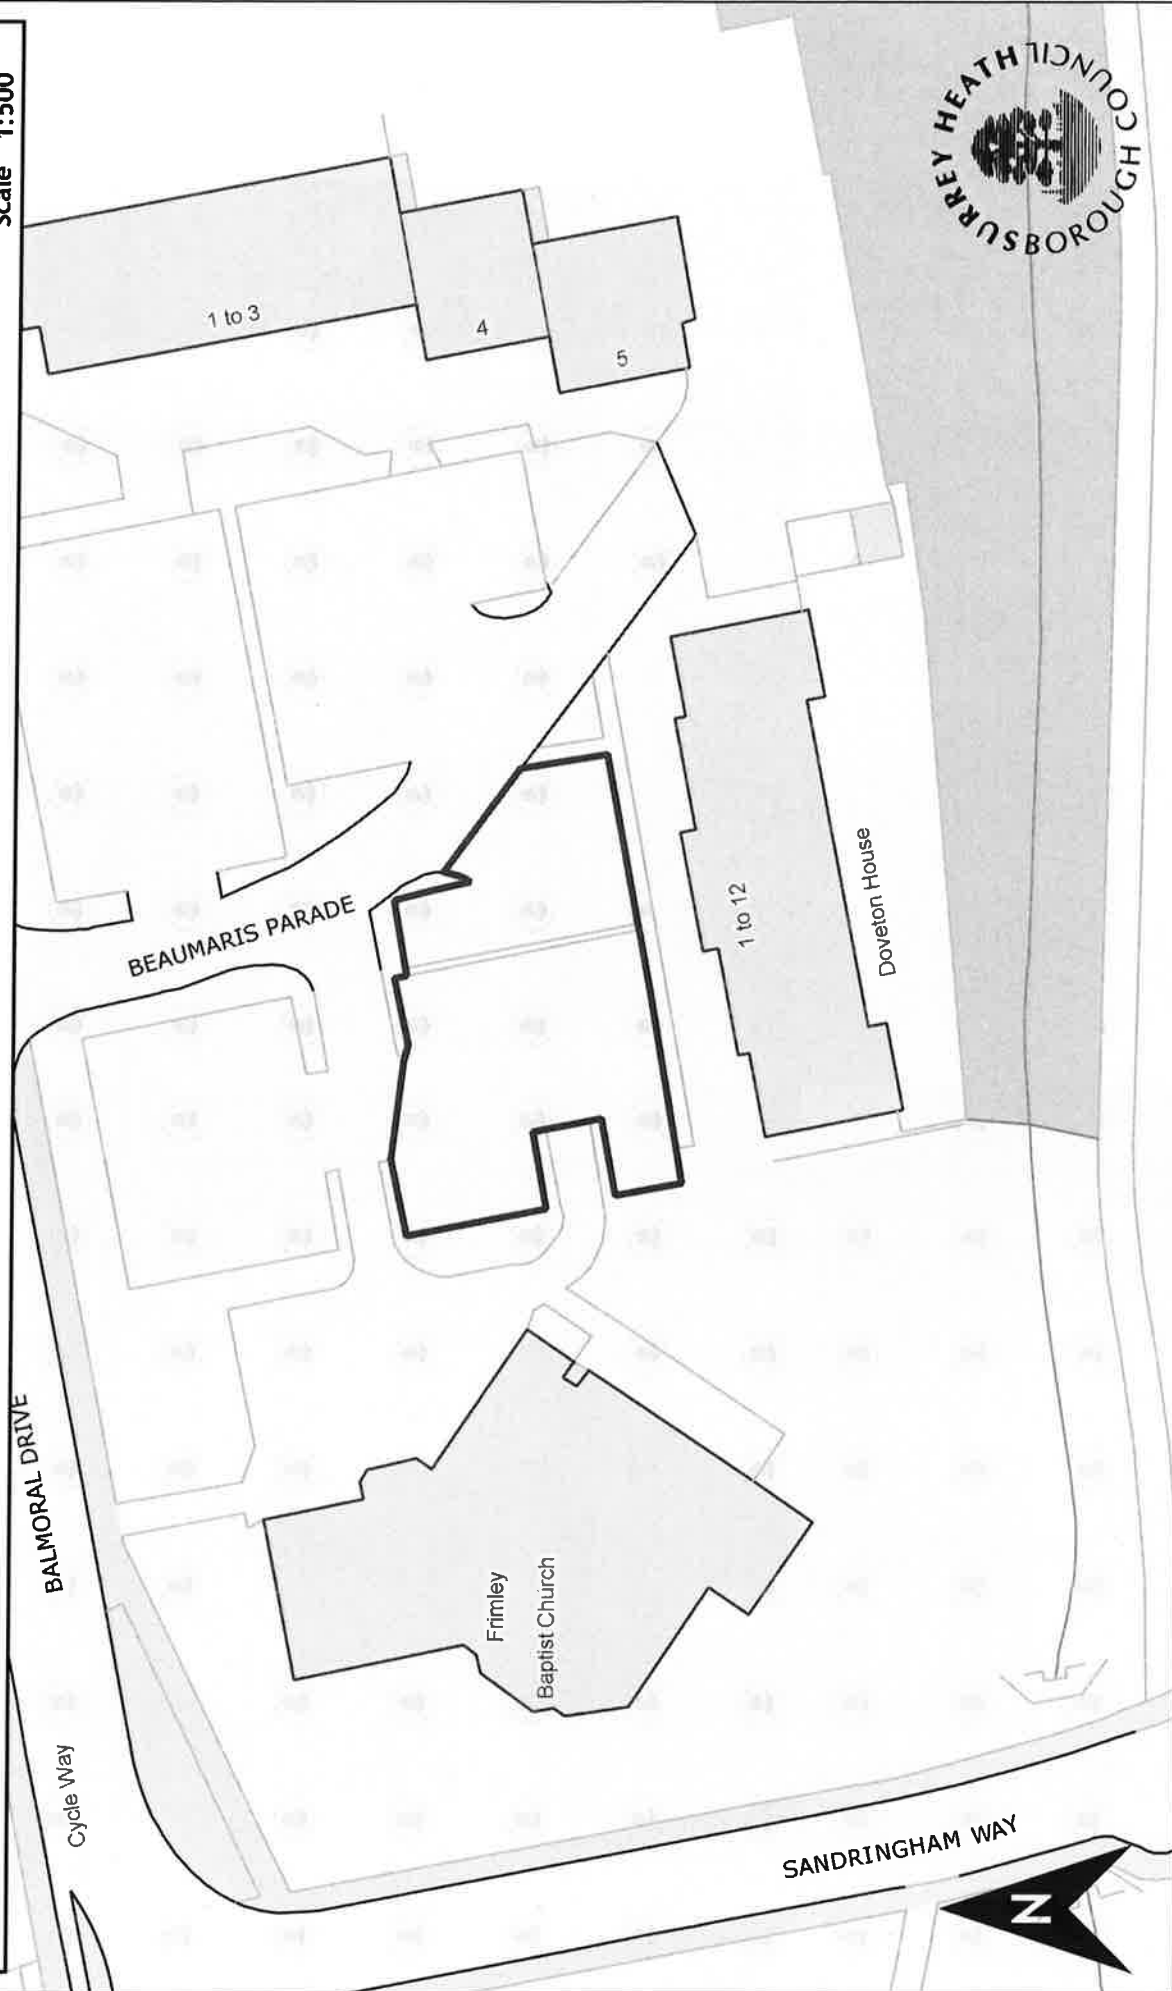 Scale 1:500
SURREY HEATH
BOROUGH COUNCIL
1 to 3
4
5
BEAUMARIS PARADE
1 to 12
Doveton House
BALMORAL DRIVE
Frimley
Baptist Church
Cycle Way
SANDRINGHAM WAY
N